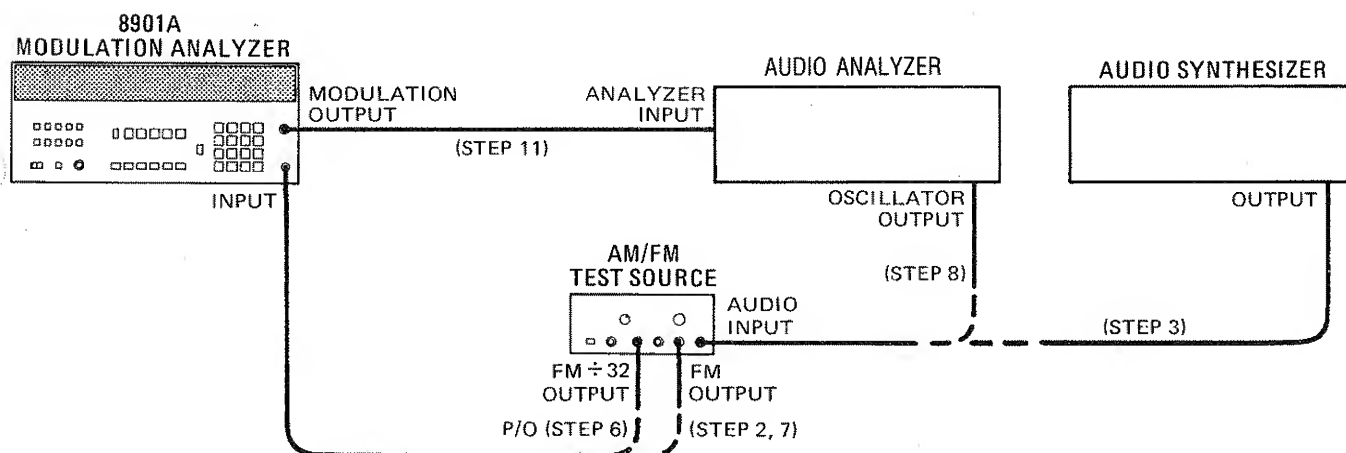 8901A
MODULATION ANALYZER
MODULATION
OUTPUT
INPUT
(STEP 11)
ANALYZER
INPUT
AUDIO ANALYZER
OSCILLATOR
OUTPUT
(STEP 8)
AUDIO SYNTHESIZER
OUTPUT
(STEP 3)
AM/FM
TEST SOURCE
AUDIO
INPUT
FM ÷ 32
OUTPUT
FM
OUTPUT
P/O (STEP 6)
(STEP 2, 7)